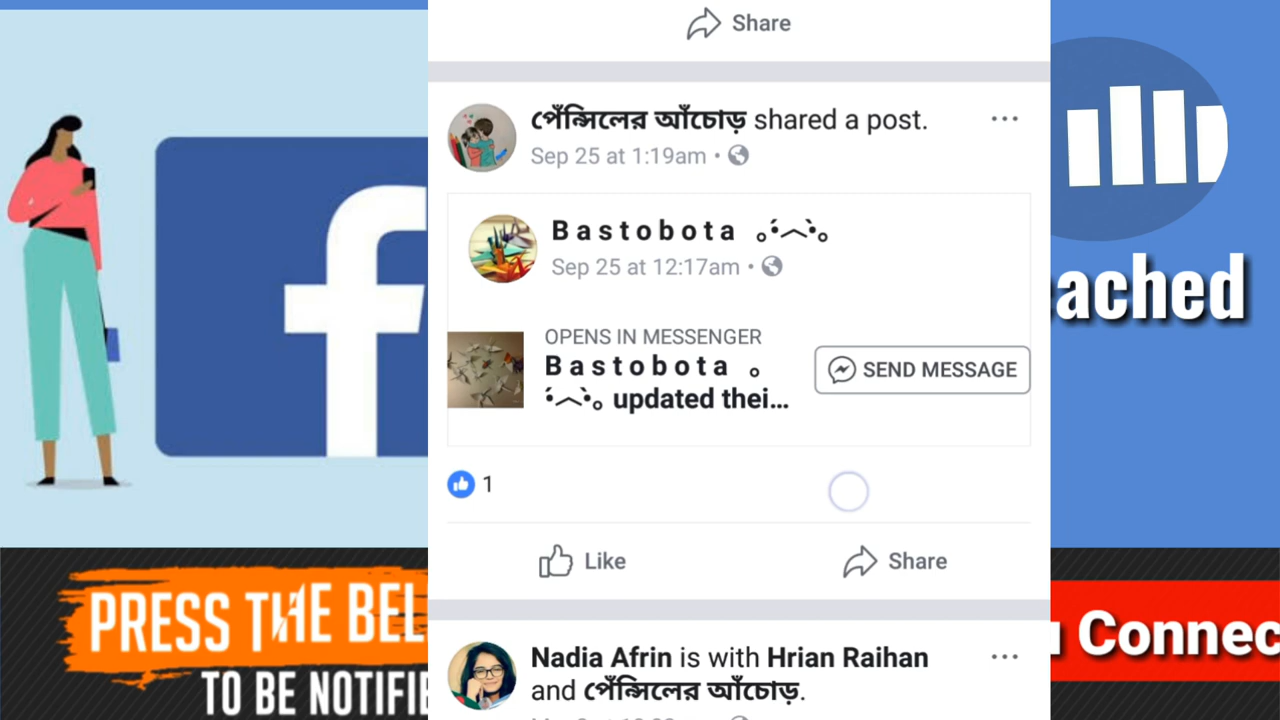 Share
পেঁন্সিলের আঁচোড় shared a post.
Sep 25 at 1:19am •
B a s t o b o t a ｡•́︿•̀｡
Sep 25 at 12:17am •
OPENS IN MESSENGER
B a s t o b o t a ｡
•́︿•̀｡ updated thei...
SEND MESSAGE
1
Like
Share
Nadia Afrin is with Hrian Raihan
and পেঁন্সিলের আঁচোড়.
ached
PRESS THE BEL
TO BE NOTIFIE
Connec